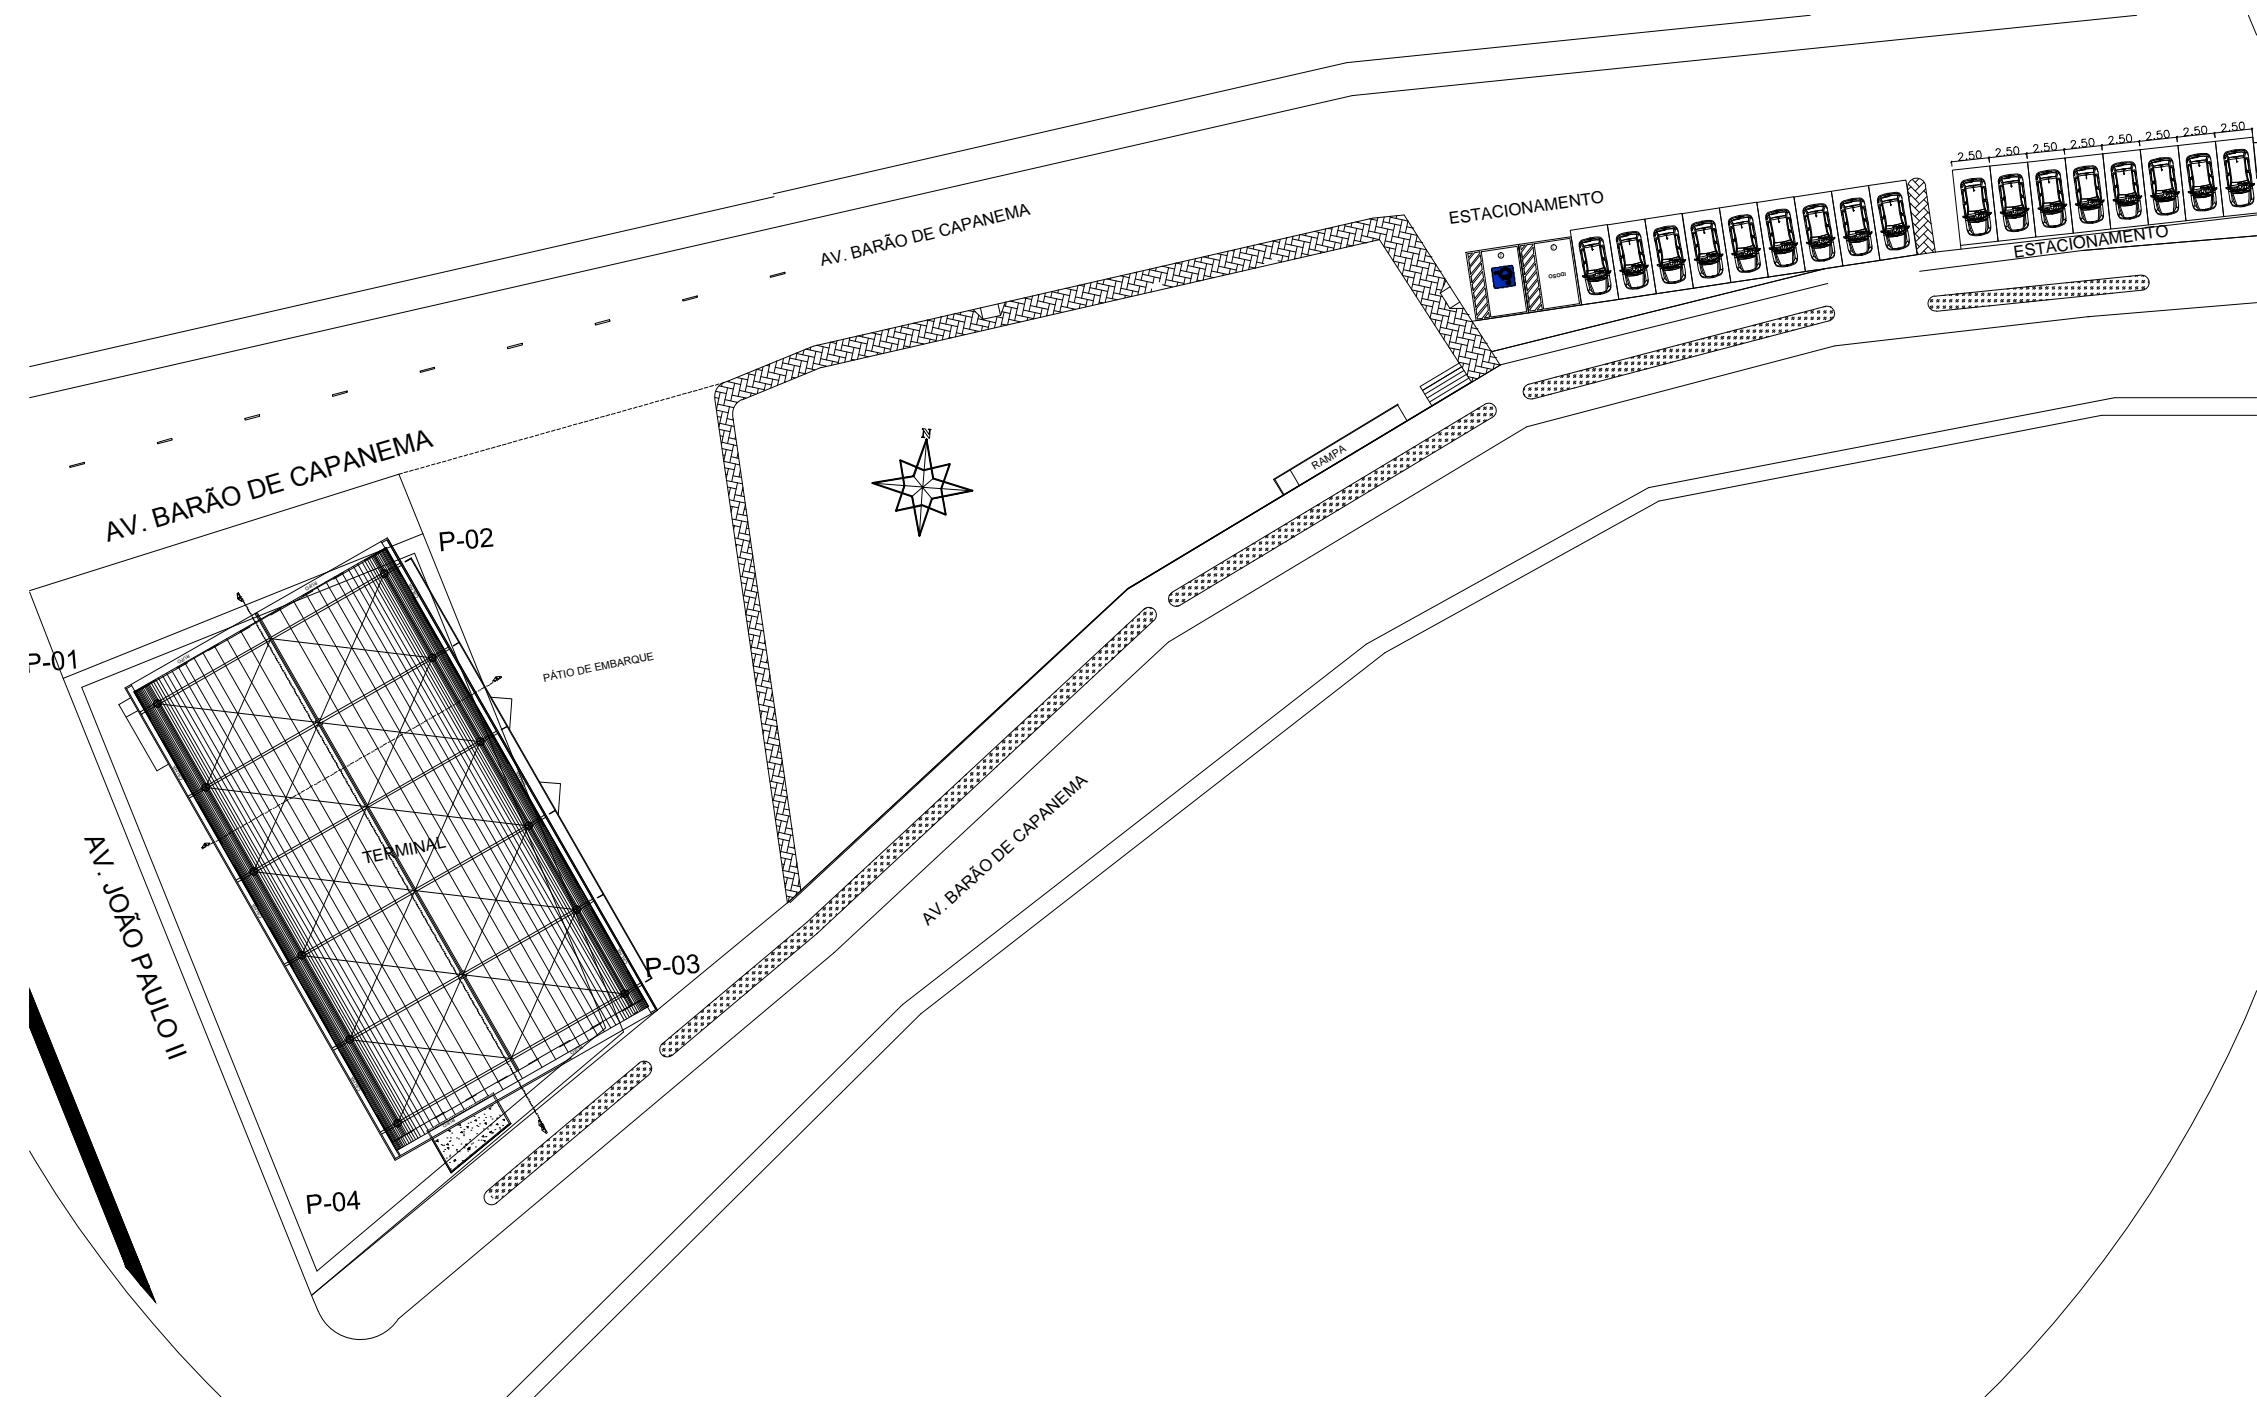 2.50 2.50 2.50 2.50 2.50 2.50 2.50 2.50
ESTACIONAMENTO
AV. BARÃO DE CAPANEMA
ESTACIONAMENTO
IDOSO
N
AV. BARÃO DE CAPANEMA
RAMPA
P-02
P-01
PÁTIO DE EMBARQUE
AV. BARÃO DE CAPANEMA
TERMINAL
AV. JOÃO PAULO II
P-03
P-04